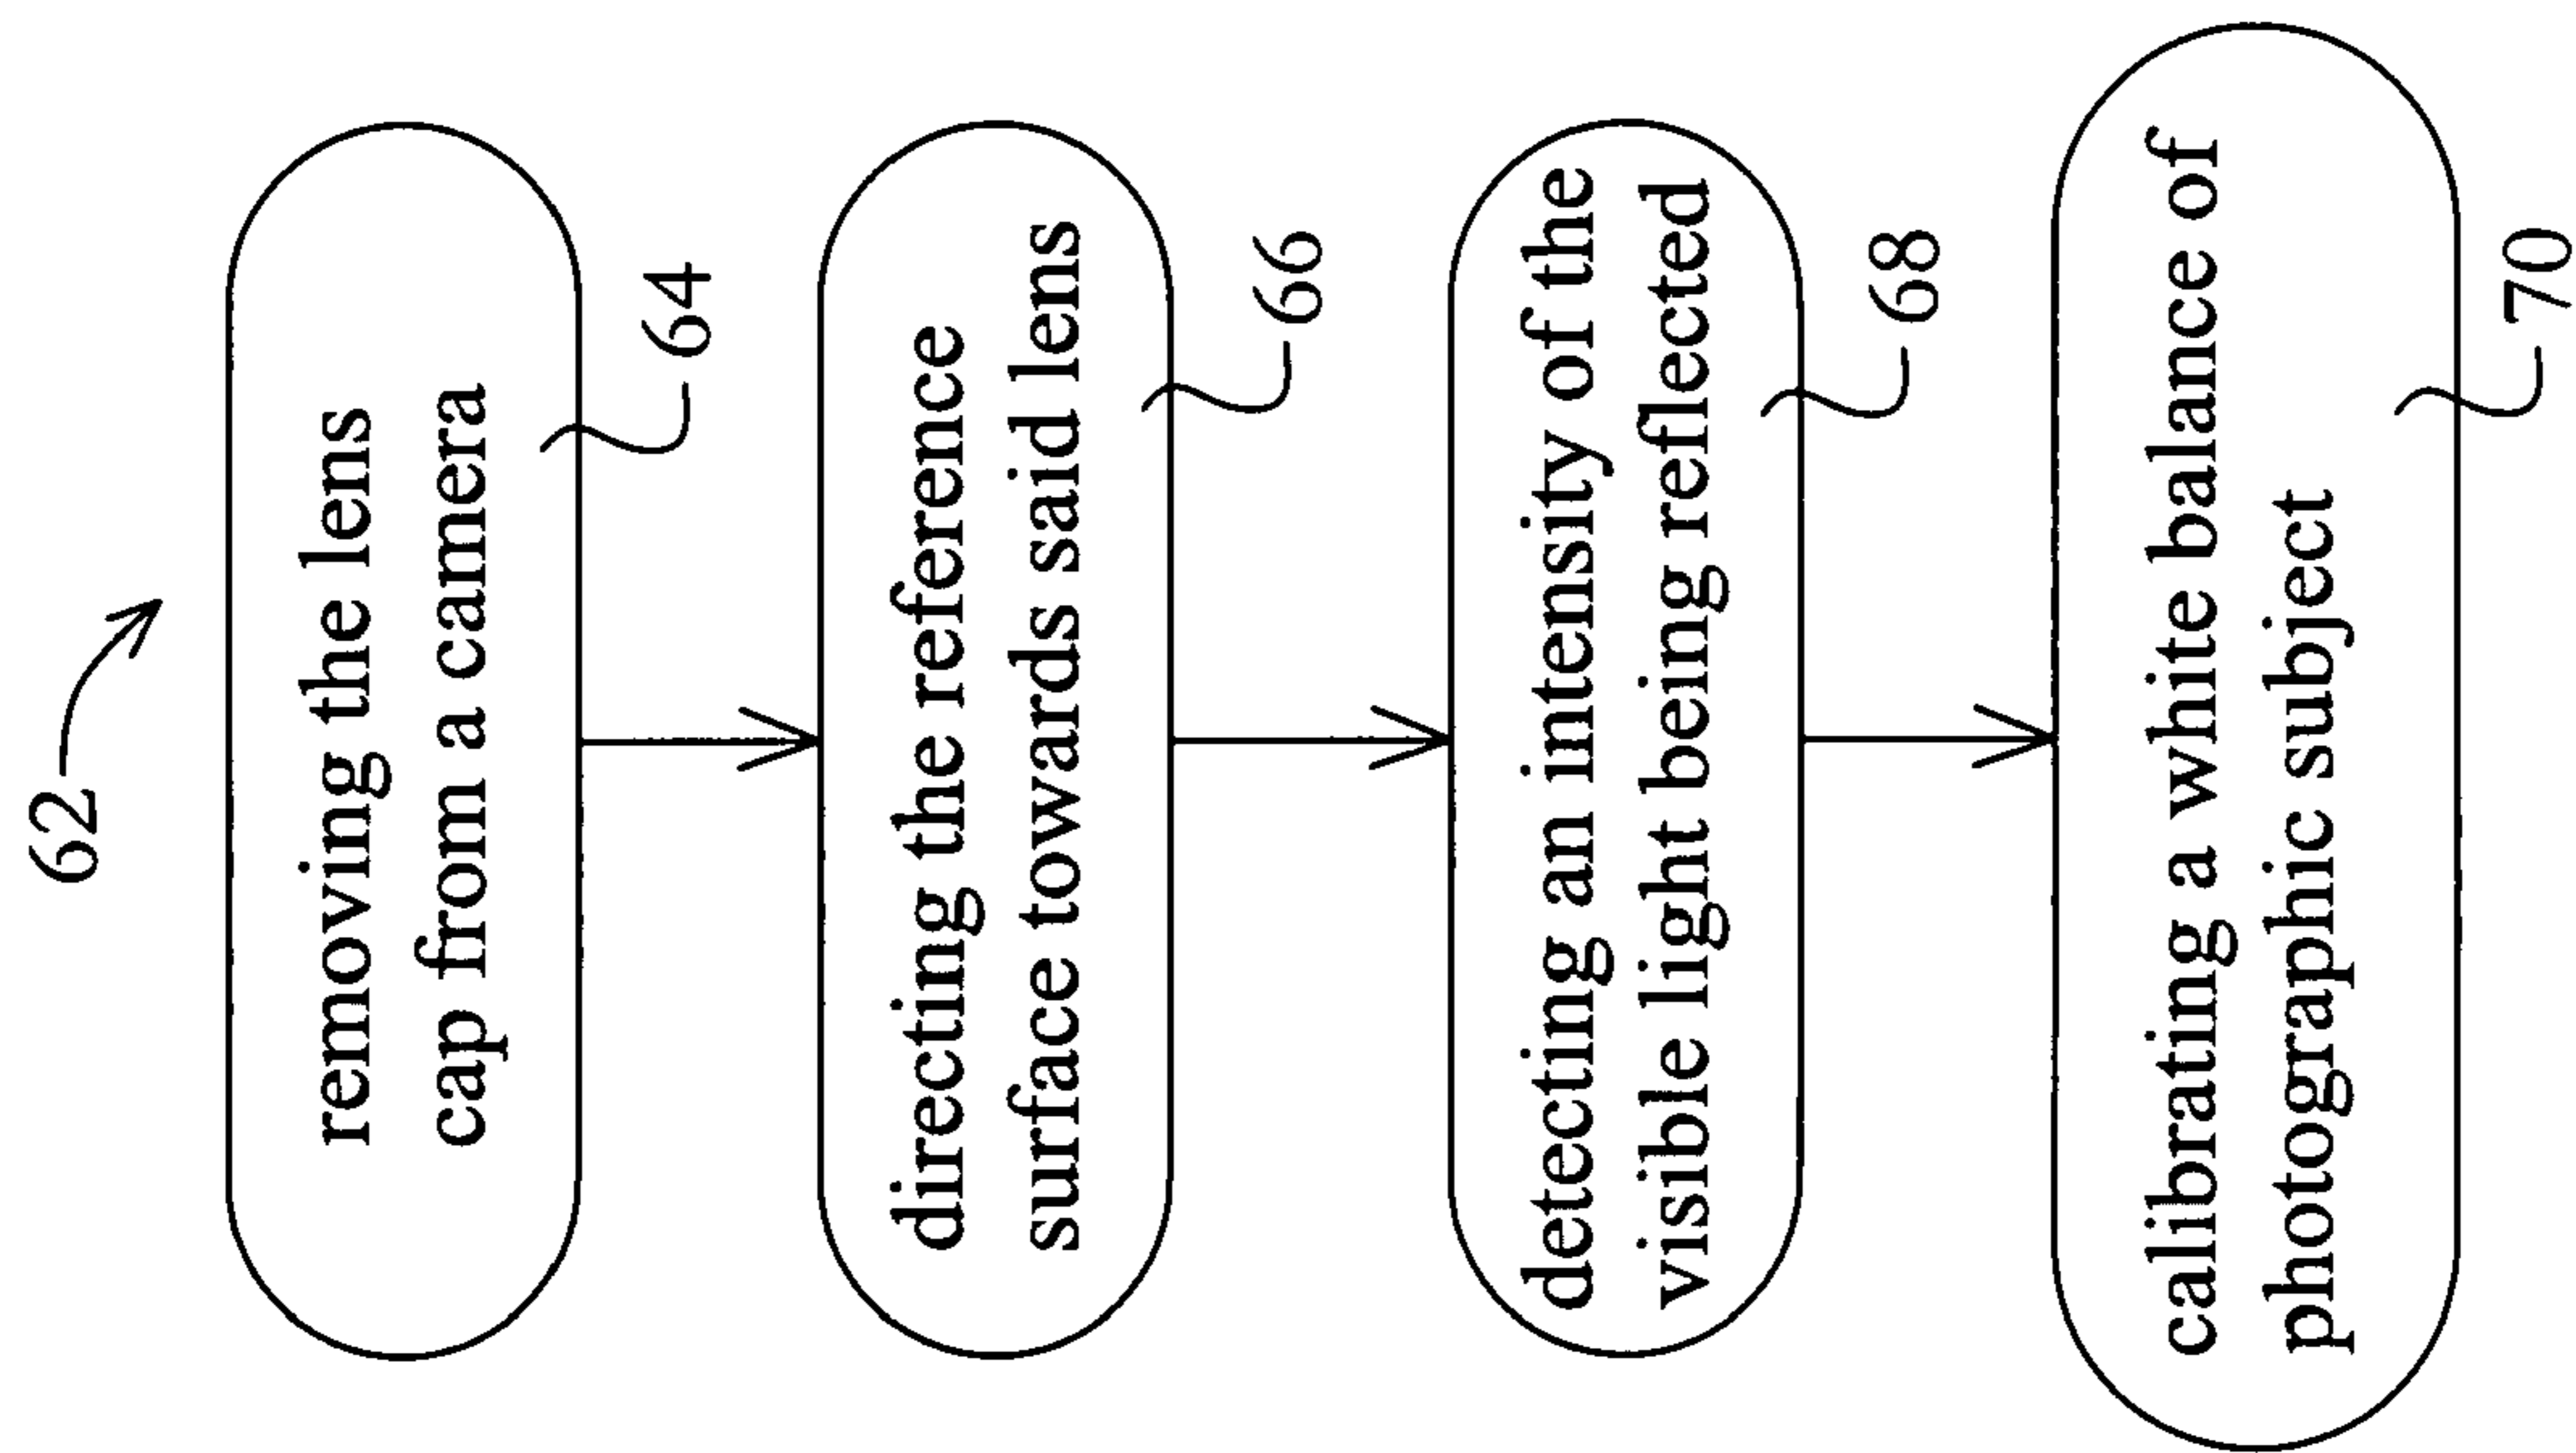 62
removing the lens
cap from a camera
64
directing the reference
surface towards said lens
66
detecting an intensity of the
visible light being reflected
68
calibrating a white balance of
photographic subject
70